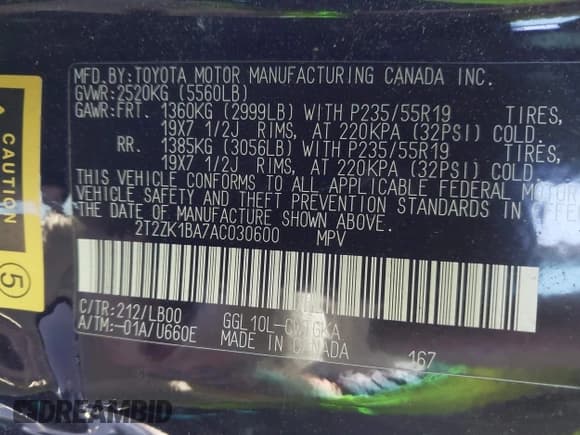 MFD.BY:TOYOTA MOTOR MANUFACTURING CANADA INC.
GVWR:2520KG (5560LB)
GAWR:FRT. 1360KG (2999LB) WITH P235/55R19 TIRES,
19X7 1/2J RIMS, AT 220KPA (32PSI) COLD.
RR. 1385KG (3056LB) WITH P235/55R19 TIRES,
19X7 1/2J RIMS, AT 220KPA (32PSI) COLD.
THIS VEHICLE CONFORMS TO ALL APPLICABLE FEDERAL MOTOR
VEHICLE SAFETY AND THEFT PREVENTION STANDARDS IN EFFE
THE DATE OF MANUFACTURE SHOWN ABOVE.
2T2ZK1BA7AC030600 MPV
C/TR:212/LB00
A/TM:-01A/U660E
MADE IN CANADA
167
CAUTION
5
DREAMBID